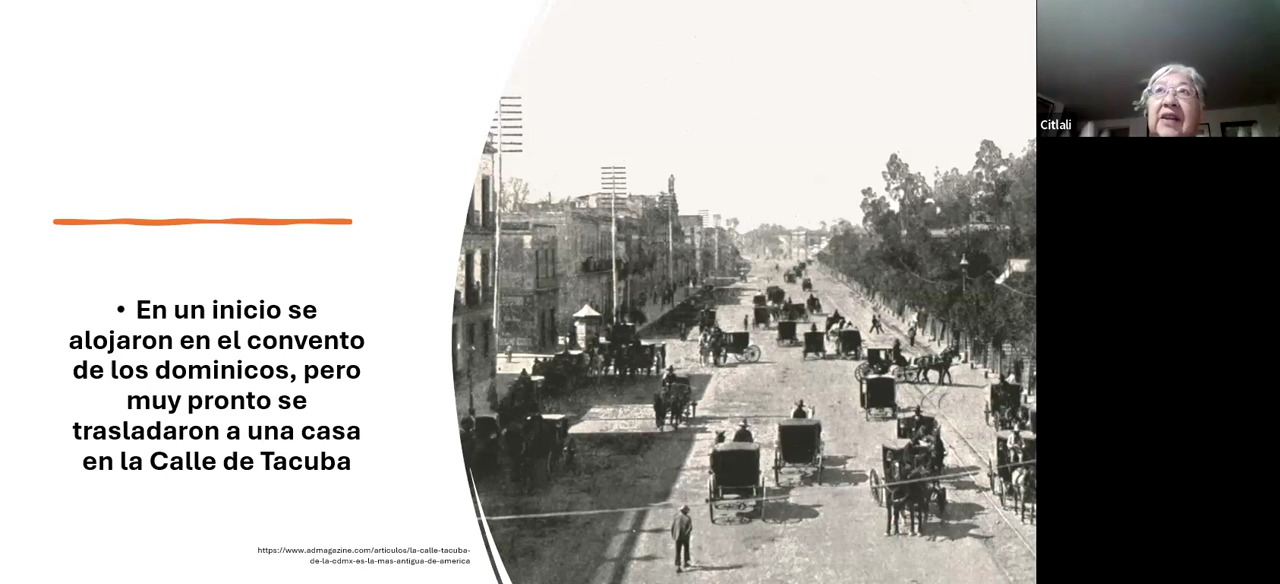 • En un inicio se
alojaron en el convento
de los dominicos, pero
muy pronto se
trasladaron a una casa
en la Calle de Tacuba
https://www.admagazine.com/articulos/la-calle-tacuba-
de-la-cdmx-es-la-mas-antigua-de-america
Citlali